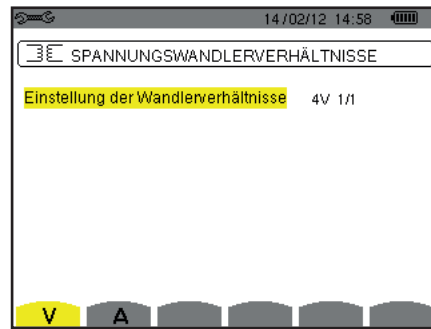 14/02/12 14:58
SPANNUNGSWANDLERVERHÄLTNISSE
Einstellung der Wandlerverhältnisse 4V 1/1
V A